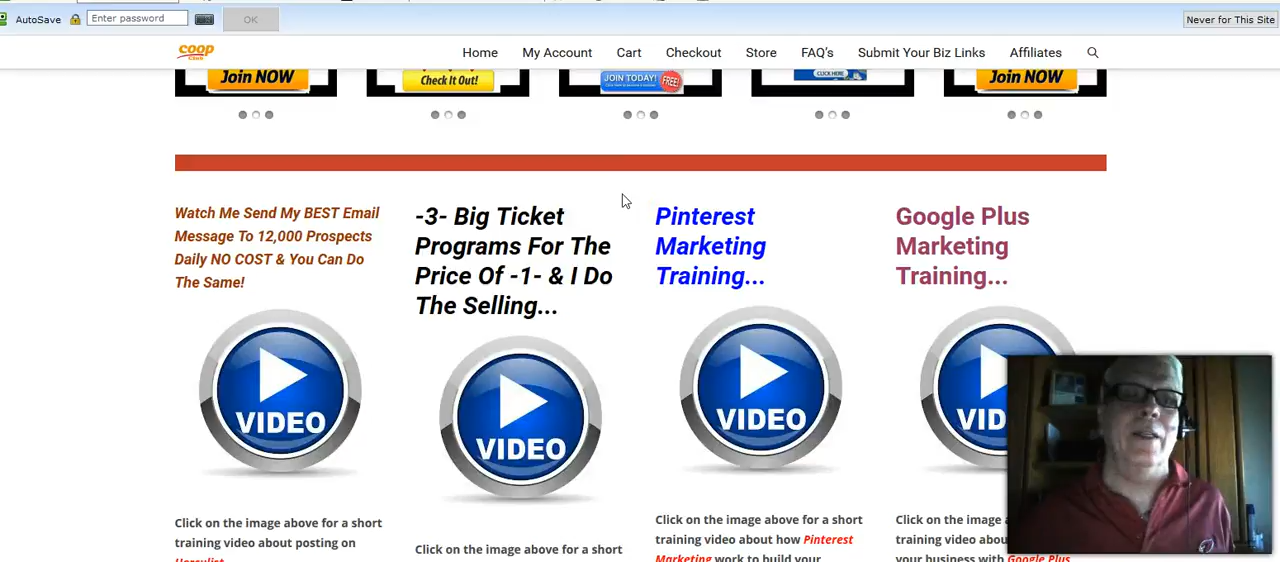 AutoSave Enter password OK Never for This Site
coop Club Home My Account Cart Checkout Store FAQ's Submit Your Biz Links Affiliates
Join NOW Check It Out! JOIN TODAY! FREE! CLICK HERE Join NOW
Watch Me Send My BEST Email
Message To 12,000 Prospects
Daily NO COST & You Can Do
The Same!
VIDEO
Click on the image above for a short
training video about posting on
Herculist
-3- Big Ticket
Programs For The
Price Of -1- & I Do
The Selling...
VIDEO
Click on the image above for a short
Pinterest
Marketing
Training...
VIDEO
Click on the image above for a short
training video about how Pinterest
Marketing work to build your
Google Plus
Marketing
Training...
Click on the ima
training video abou
your business with Google Plus